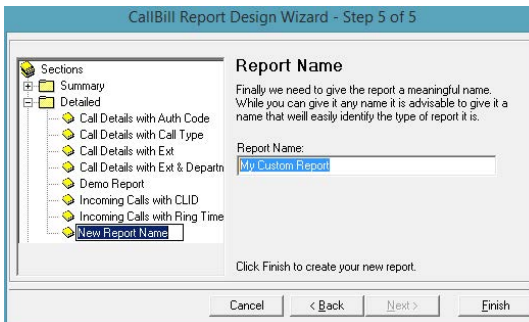 CallBill Report Design Wizard - Step 5 of 5
Sections
Summary
Detailed
Call Details with Auth Code
Call Details with Call Type
Call Details with Ext
Call Details with Ext & Departn
Demo Report
Incoming Calls with CLID
Incoming Calls with Ring Time
New Report Name
Report Name
Finally we need to give the report a meaningful name.
While you can give it any name it is advisable to give it a
name that weill easily identify the type of report it is.
Report Name:
My Custom Report
Click Finish to create your new report.
Cancel
< Back
Next >
Finish